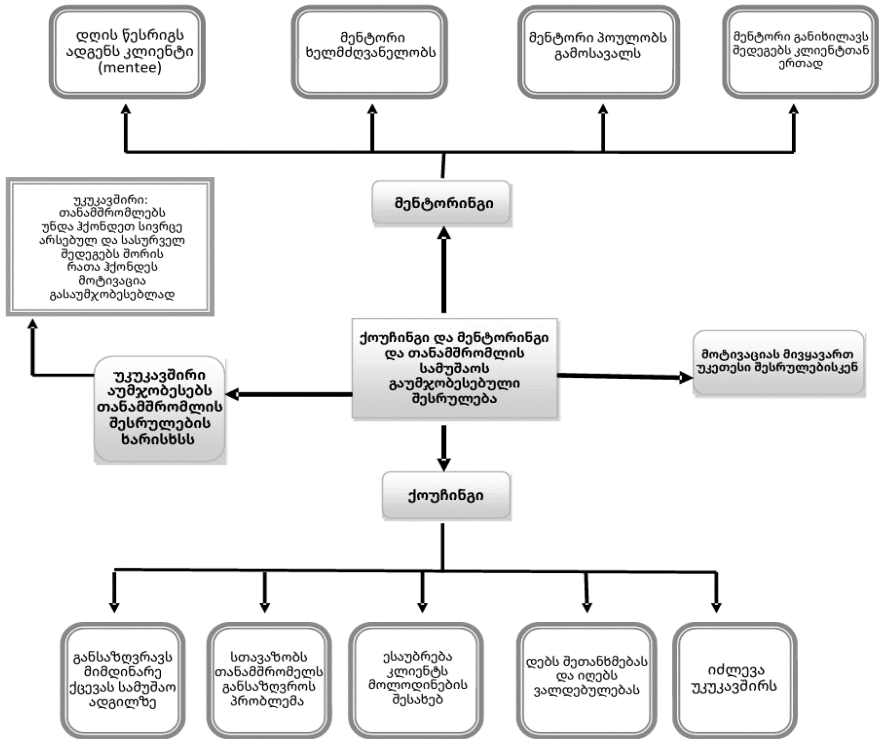 დღის წესრიგს
ადგენს კლიენტი
(mentee)
მენტორი
ხელმძღვანელობს
მენტორი პოულობს
გამოსავალს
მენტორი განიხილავს
შედეგებს კლიენტთან
ერთად
მენტორინგი
უკუკავშირი:
თანამშრომლებს
უნდა ჰქონდეთ სივრცე
არსებულ და სასურველ
შედეგებს შორის
რათა ჰქონდეს
მოტივაცია
გასაუმჯობესებლად
ქოუჩინგი და მენტორინგი
და თანამშრომლის
სამუშაოს
გაუმჯობესებული
შესრულება
მოტივაციას მივყავართ
უკეთესი შესრულებისკენ
უკუკავშირი
აუმჯობესებს
თანამშრომლის
შესრულების
ხარისხსს
ქოუჩინგი
განსაზღვრავს
მიმდინარე
ქცევას სამუშაო
ადგილზე
სთავაზობს
თანამშრომელს
განსაზღვროს
პრობლემა
ესაუბრება
კლიენტს
მოლოდინების
შესახებ
დებს შეთანხმებას
და იღებს
ვალდებულებას
იძლევა
უკუკავშირს